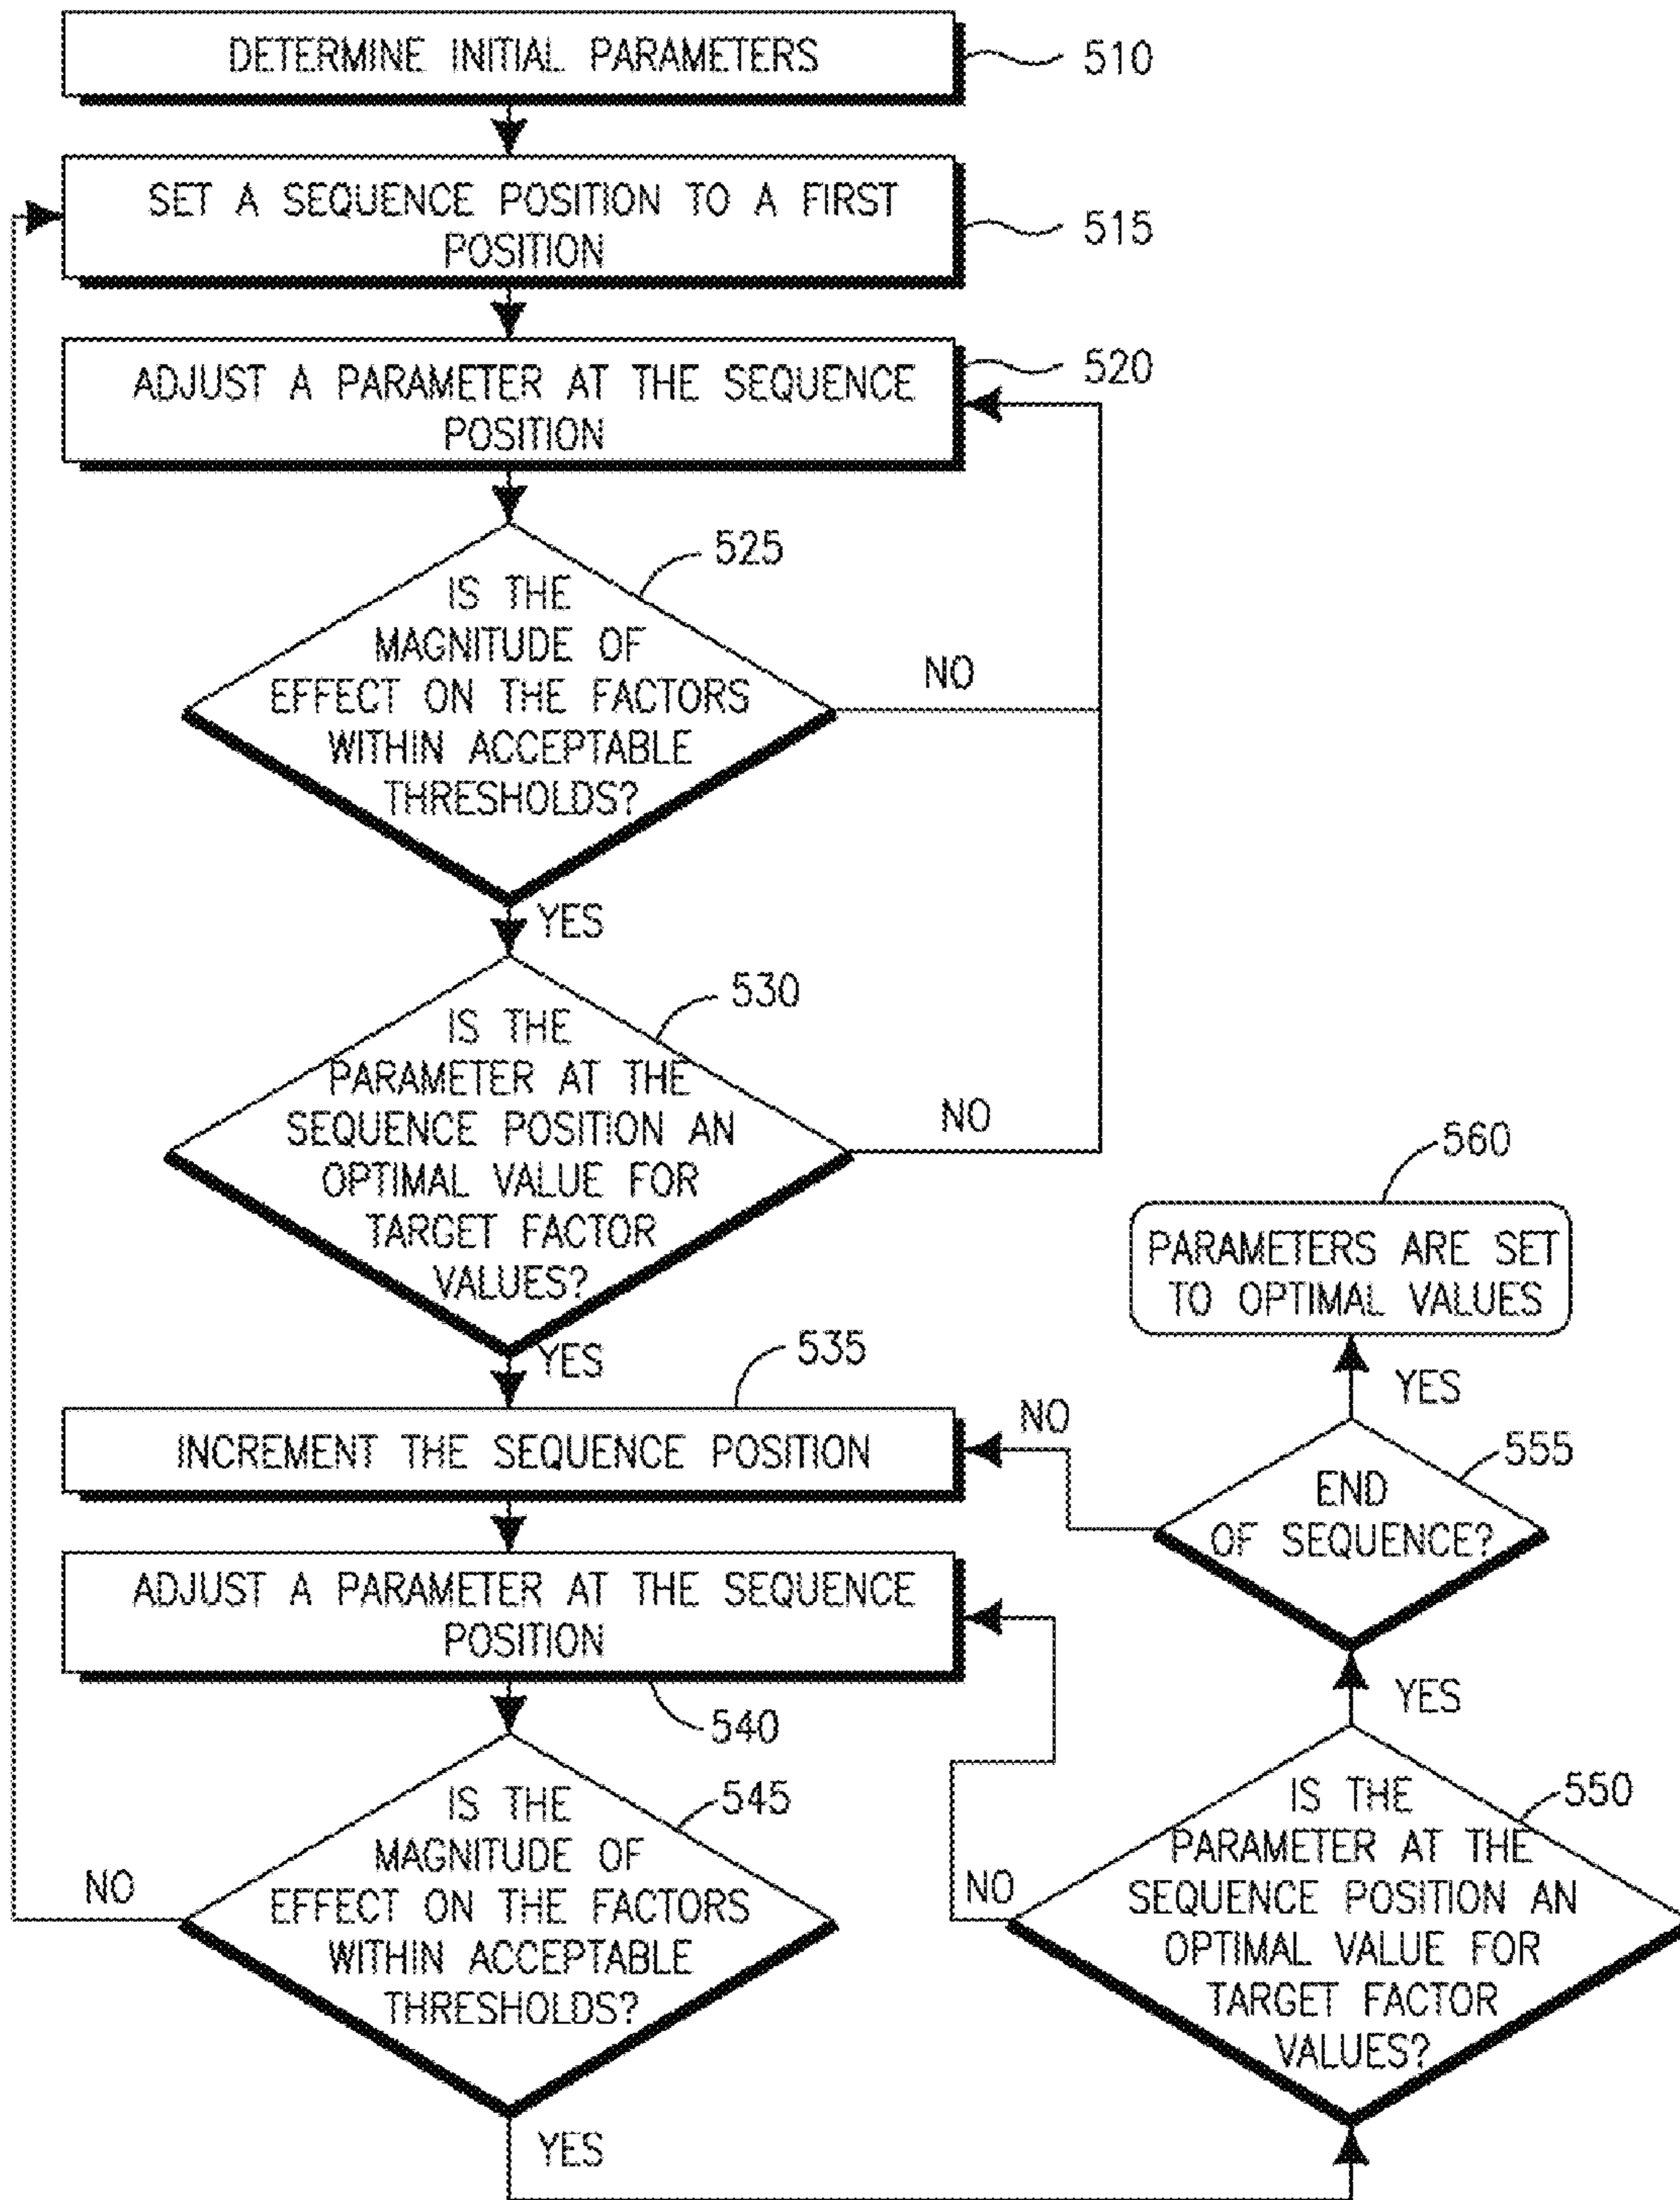 DETERMINE INITIAL PARAMETERS
510
SET A SEQUENCE POSITION TO A FIRST
POSITION
515
ADJUST A PARAMETER AT THE SEQUENCE
POSITION
520
525
IS THE
MAGNITUDE OF
EFFECT ON THE FACTORS
WITHIN ACCEPTABLE
THRESHOLDS?
NO
YES
530
IS THE
PARAMETER AT THE
SEQUENCE POSITION AN
OPTIMAL VALUE FOR
TARGET FACTOR
VALUES?
NO
YES
535
INCREMENT THE SEQUENCE POSITION
ADJUST A PARAMETER AT THE SEQUENCE
POSITION
540
545
IS THE
MAGNITUDE OF
EFFECT ON THE FACTORS
WITHIN ACCEPTABLE
THRESHOLDS?
NO
YES
550
IS THE
PARAMETER AT THE
SEQUENCE POSITION AN
OPTIMAL VALUE FOR
TARGET FACTOR
VALUES?
NO
YES
555
END
OF SEQUENCE?
NO
YES
560
PARAMETERS ARE SET
TO OPTIMAL VALUES